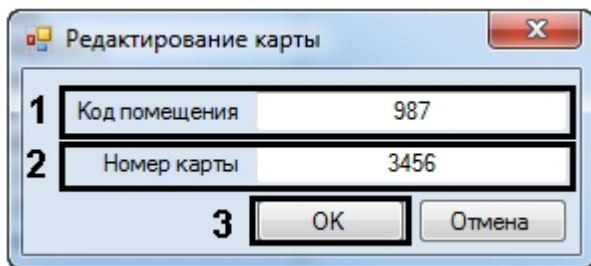 Редактирование карты
1 Код помещения 987
2 Номер карты 3456
3 OK Отмена